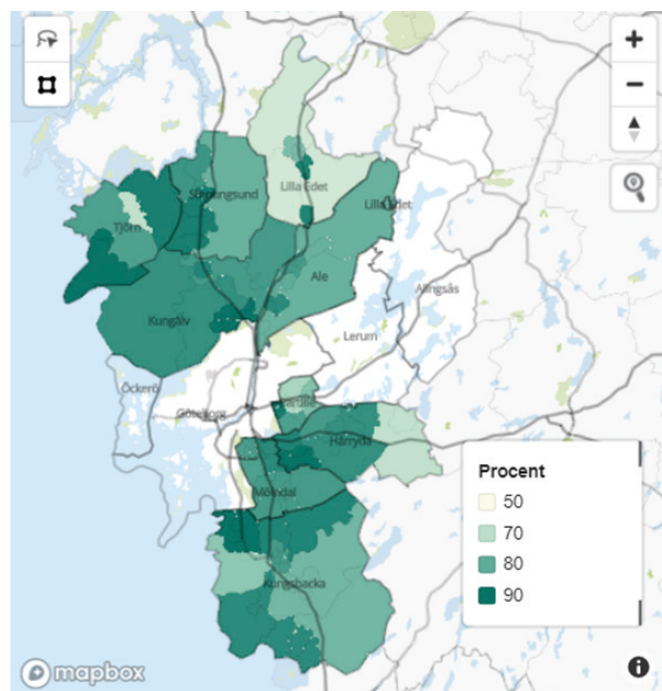 Lilla Edet
Stenungsund
Tjörn
Lilla Edet
Ale
Alingsås
Kungälv
Lerum
Öckerö
Göteborg
Härryda
Mölndal
Kungsbacka
Procent
50
70
80
90
mapbox